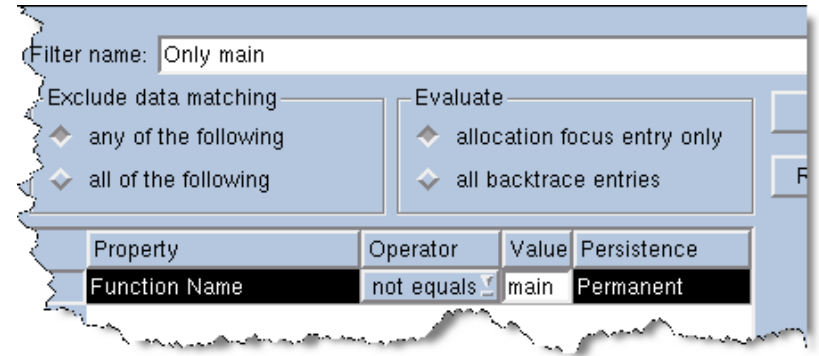 Filter name: Only main
Exclude data matching
any of the following
all of the following
Evaluate
allocation focus entry only
all backtrace entries
R
Property Operator Value Persistence
Function Name not equals main Permanent